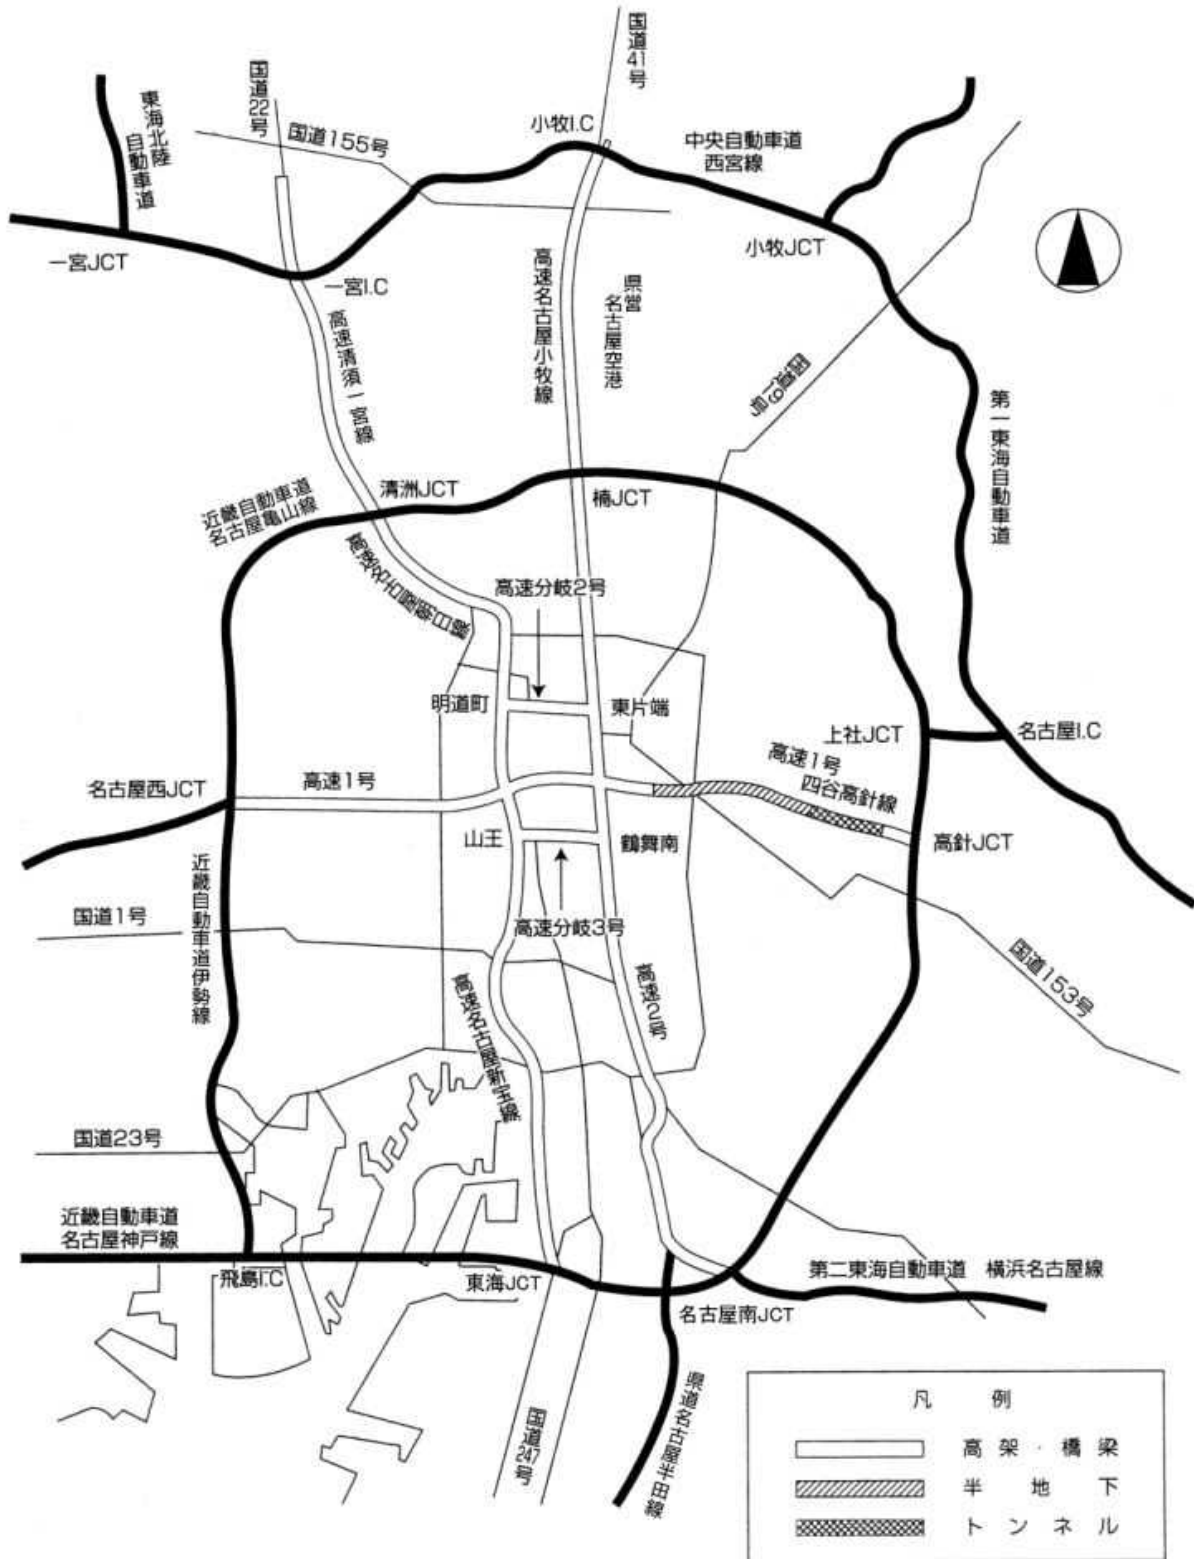 国道41号
国道22号
東海北陸
自動車道
国道155号
小牧I.C
中央自動車道
西宮線
一宮JCT
一宮I.C
小牧JCT
高速名古屋小牧線
県営
名古屋空港
高速清須一宮線
国道19号
第一東海自動車道
近畿自動車道
名古屋亀山線
清洲JCT
楠JCT
高速名古屋朝日線
高速分岐2号
明道町
東片端
上社JCT
名古屋I.C
名古屋西JCT
高速1号
高速1号
四谷高針線
山王
鶴舞南
高針JCT
近畿自動車道伊勢線
国道1号
高速分岐3号
高速名古屋新宝線
高速2号
国道153号
国道23号
近畿自動車道
名古屋神戸線
飛島I.C
東海JCT
第二東海自動車道 横浜名古屋線
名古屋南JCT
国道247号
県道名古屋半田線
凡 例
高架・橋梁
半地下
トンネル